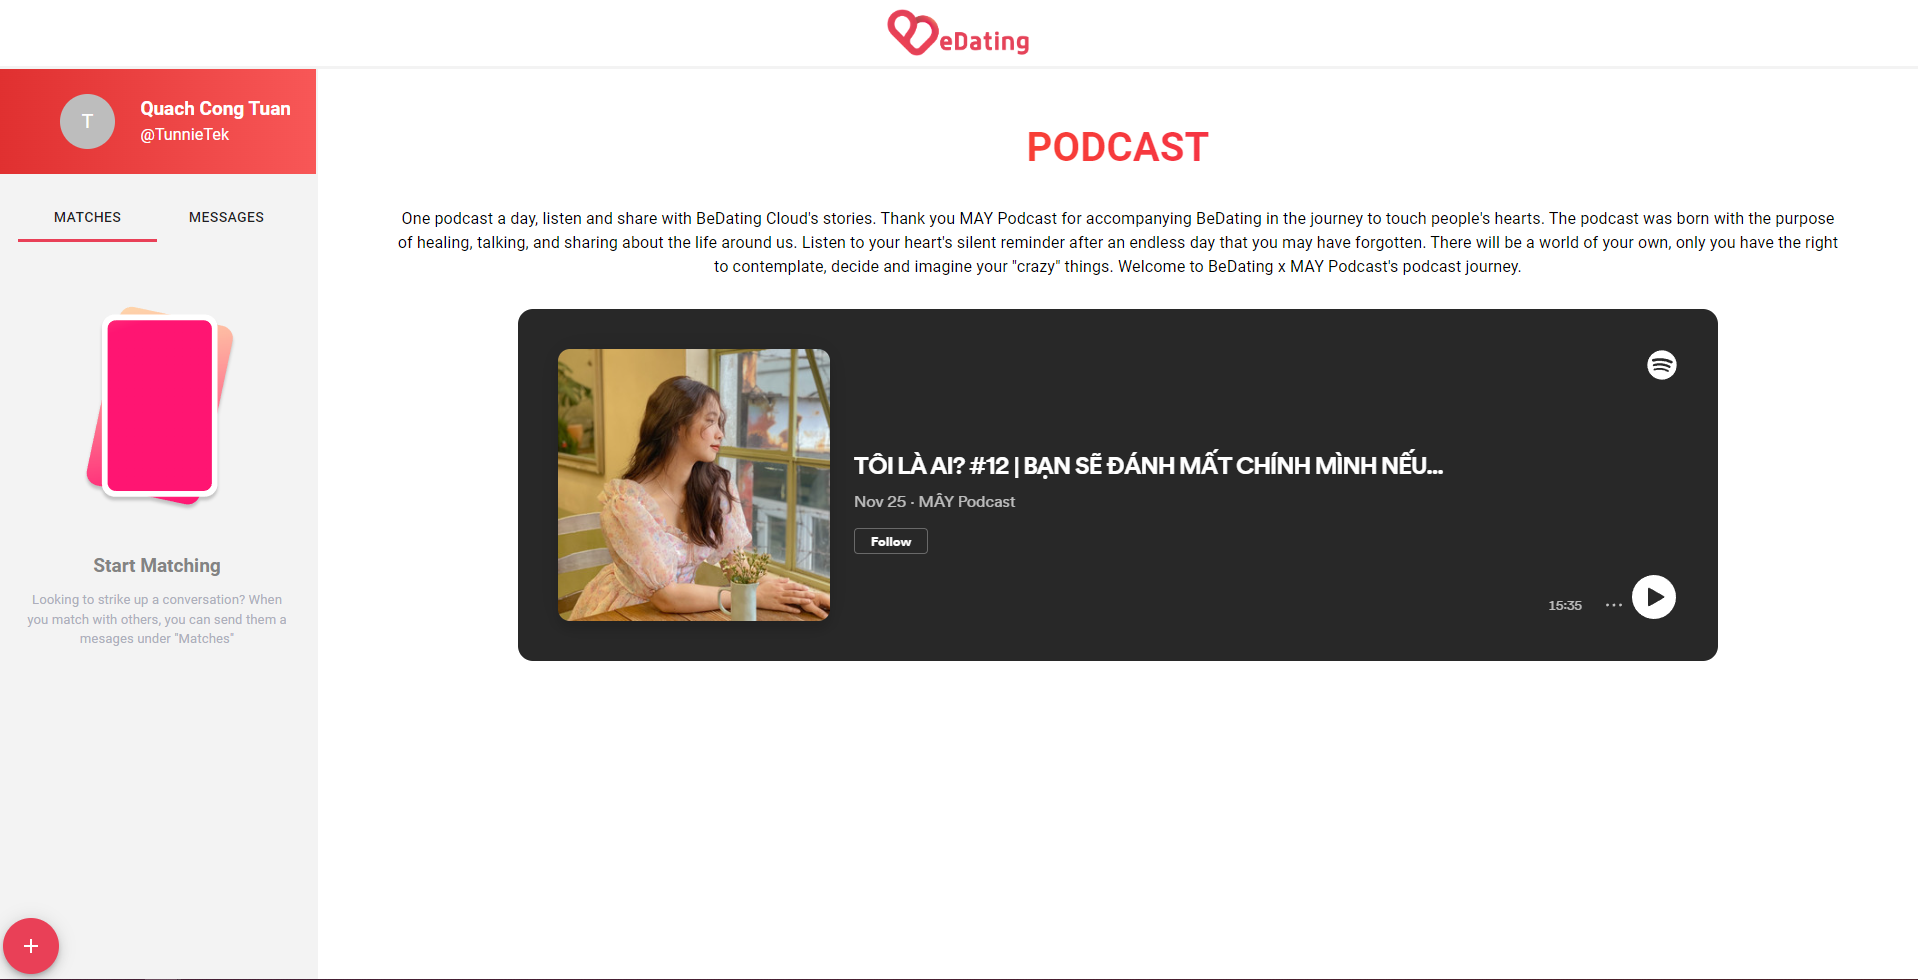 eDating
T
Quach Cong Tuan
@TunnieTek
MATCHES
MESSAGES
Start Matching
Looking to strike up a conversation? When
you match with others, you can send them a
mesages under "Matches"
+
PODCAST
One podcast a day, listen and share with BeDating Cloud's stories. Thank you MAY Podcast for accompanying BeDating in the journey to touch people's hearts. The podcast was born with the purpose
of healing, talking, and sharing about the life around us. Listen to your heart's silent reminder after an endless day that you may have forgotten. There will be a world of your own, only you have the right
to contemplate, decide and imagine your "crazy" things. Welcome to BeDating x MAY Podcast's podcast journey.
TÔI LÀ AI? #12 | BẠN SẼ ĐÁNH MẤT CHÍNH MÌNH NẾU...
Nov 25 · MÂY Podcast
Follow
15:35